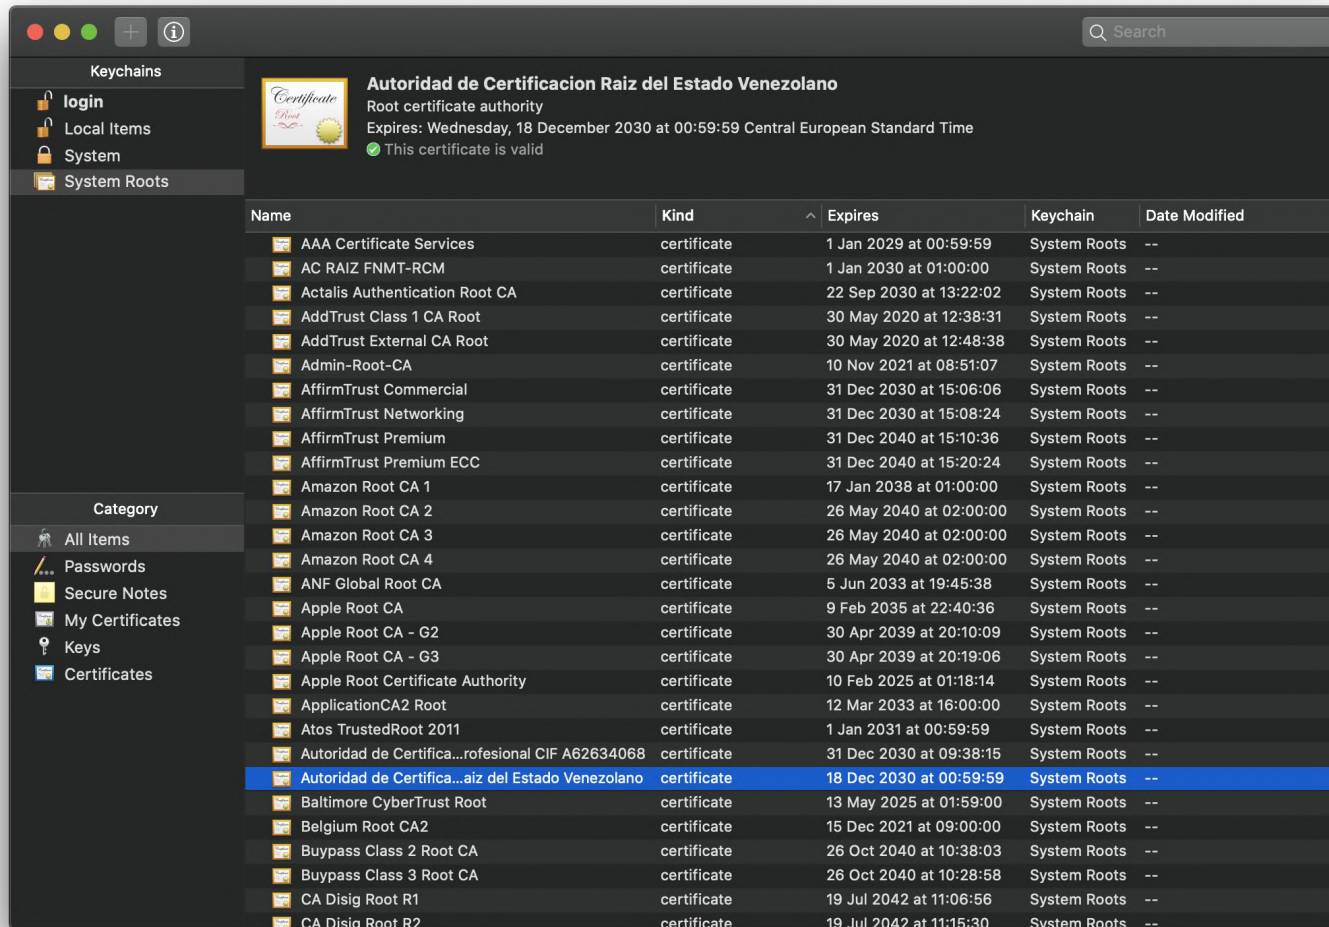 Search
Keychains
login
Local Items
System
System Roots
Certificate
Root
Autoridad de Certificacion Raiz del Estado Venezolano
Root certificate authority
Expires: Wednesday, 18 December 2030 at 00:59:59 Central European Standard Time
This certificate is valid
Name Kind Expires Keychain Date Modified
AAA Certificate Services certificate 1 Jan 2029 at 00:59:59 System Roots --
AC RAIZ FNMT-RCM certificate 1 Jan 2030 at 01:00:00 System Roots --
Actalis Authentication Root CA certificate 22 Sep 2030 at 13:22:02 System Roots --
AddTrust Class 1 CA Root certificate 30 May 2020 at 12:38:31 System Roots --
AddTrust External CA Root certificate 30 May 2020 at 12:48:38 System Roots --
Admin-Root-CA certificate 10 Nov 2021 at 08:51:07 System Roots --
AffirmTrust Commercial certificate 31 Dec 2030 at 15:06:06 System Roots --
AffirmTrust Networking certificate 31 Dec 2030 at 15:08:24 System Roots --
AffirmTrust Premium certificate 31 Dec 2040 at 15:10:36 System Roots --
AffirmTrust Premium ECC certificate 31 Dec 2040 at 15:20:24 System Roots --
Amazon Root CA 1 certificate 17 Jan 2038 at 01:00:00 System Roots --
Amazon Root CA 2 certificate 26 May 2040 at 02:00:00 System Roots --
Amazon Root CA 3 certificate 26 May 2040 at 02:00:00 System Roots --
Amazon Root CA 4 certificate 26 May 2040 at 02:00:00 System Roots --
ANF Global Root CA certificate 5 Jun 2033 at 19:45:38 System Roots --
Apple Root CA certificate 9 Feb 2035 at 22:40:36 System Roots --
Apple Root CA - G2 certificate 30 Apr 2039 at 20:10:09 System Roots --
Apple Root CA - G3 certificate 30 Apr 2039 at 20:19:06 System Roots --
Apple Root Certificate Authority certificate 10 Feb 2025 at 01:18:14 System Roots --
ApplicationCA2 Root certificate 12 Mar 2033 at 16:00:00 System Roots --
Atos TrustedRoot 2011 certificate 1 Jan 2031 at 00:59:59 System Roots --
Autoridad de Certifica...rofesional CIF A62634068 certificate 31 Dec 2030 at 09:38:15 System Roots --
Autoridad de Certifica...aiz del Estado Venezolano certificate 18 Dec 2030 at 00:59:59 System Roots --
Baltimore CyberTrust Root certificate 13 May 2025 at 01:59:00 System Roots --
Belgium Root CA2 certificate 15 Dec 2021 at 09:00:00 System Roots --
Buypass Class 2 Root CA certificate 26 Oct 2040 at 10:38:03 System Roots --
Buypass Class 3 Root CA certificate 26 Oct 2040 at 10:28:58 System Roots --
CA Disig Root R1 certificate 19 Jul 2042 at 11:06:56 System Roots --
CA Disig Root R2 certificate 19 Jul 2042 at 11:15:30 System Roots --
Category
All Items
Passwords
Secure Notes
My Certificates
Keys
Certificates